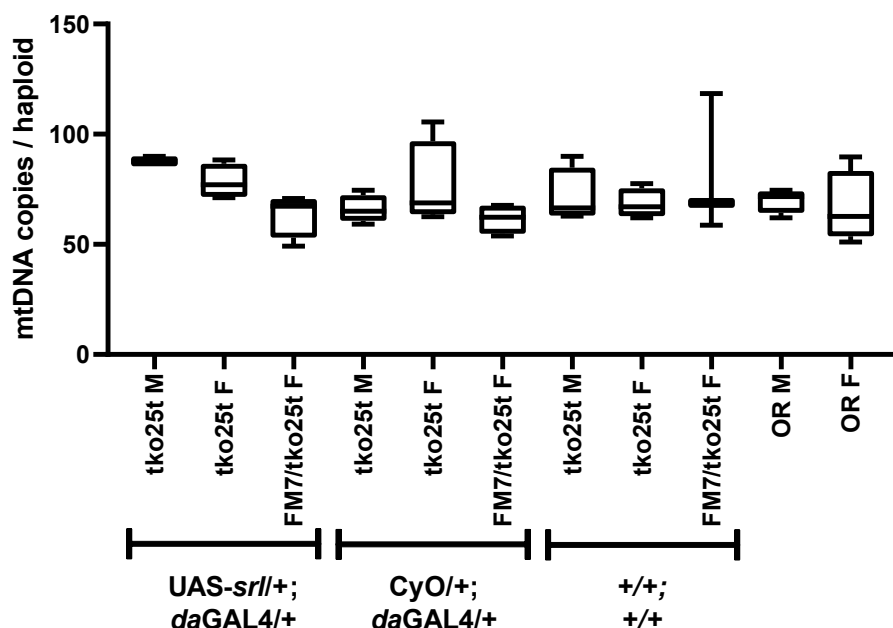 mtDNA copies / haploid
150
100
50
0
tko25t M
tko25t F
FM7/tko25t F
tko25t M
tko25t F
FM7/tko25t F
tko25t M
tko25t F
FM7/tko25t F
OR M
OR F
UAS-srl/+;
daGAL4/+
CyO/+;
daGAL4/+
+/+;
+/+